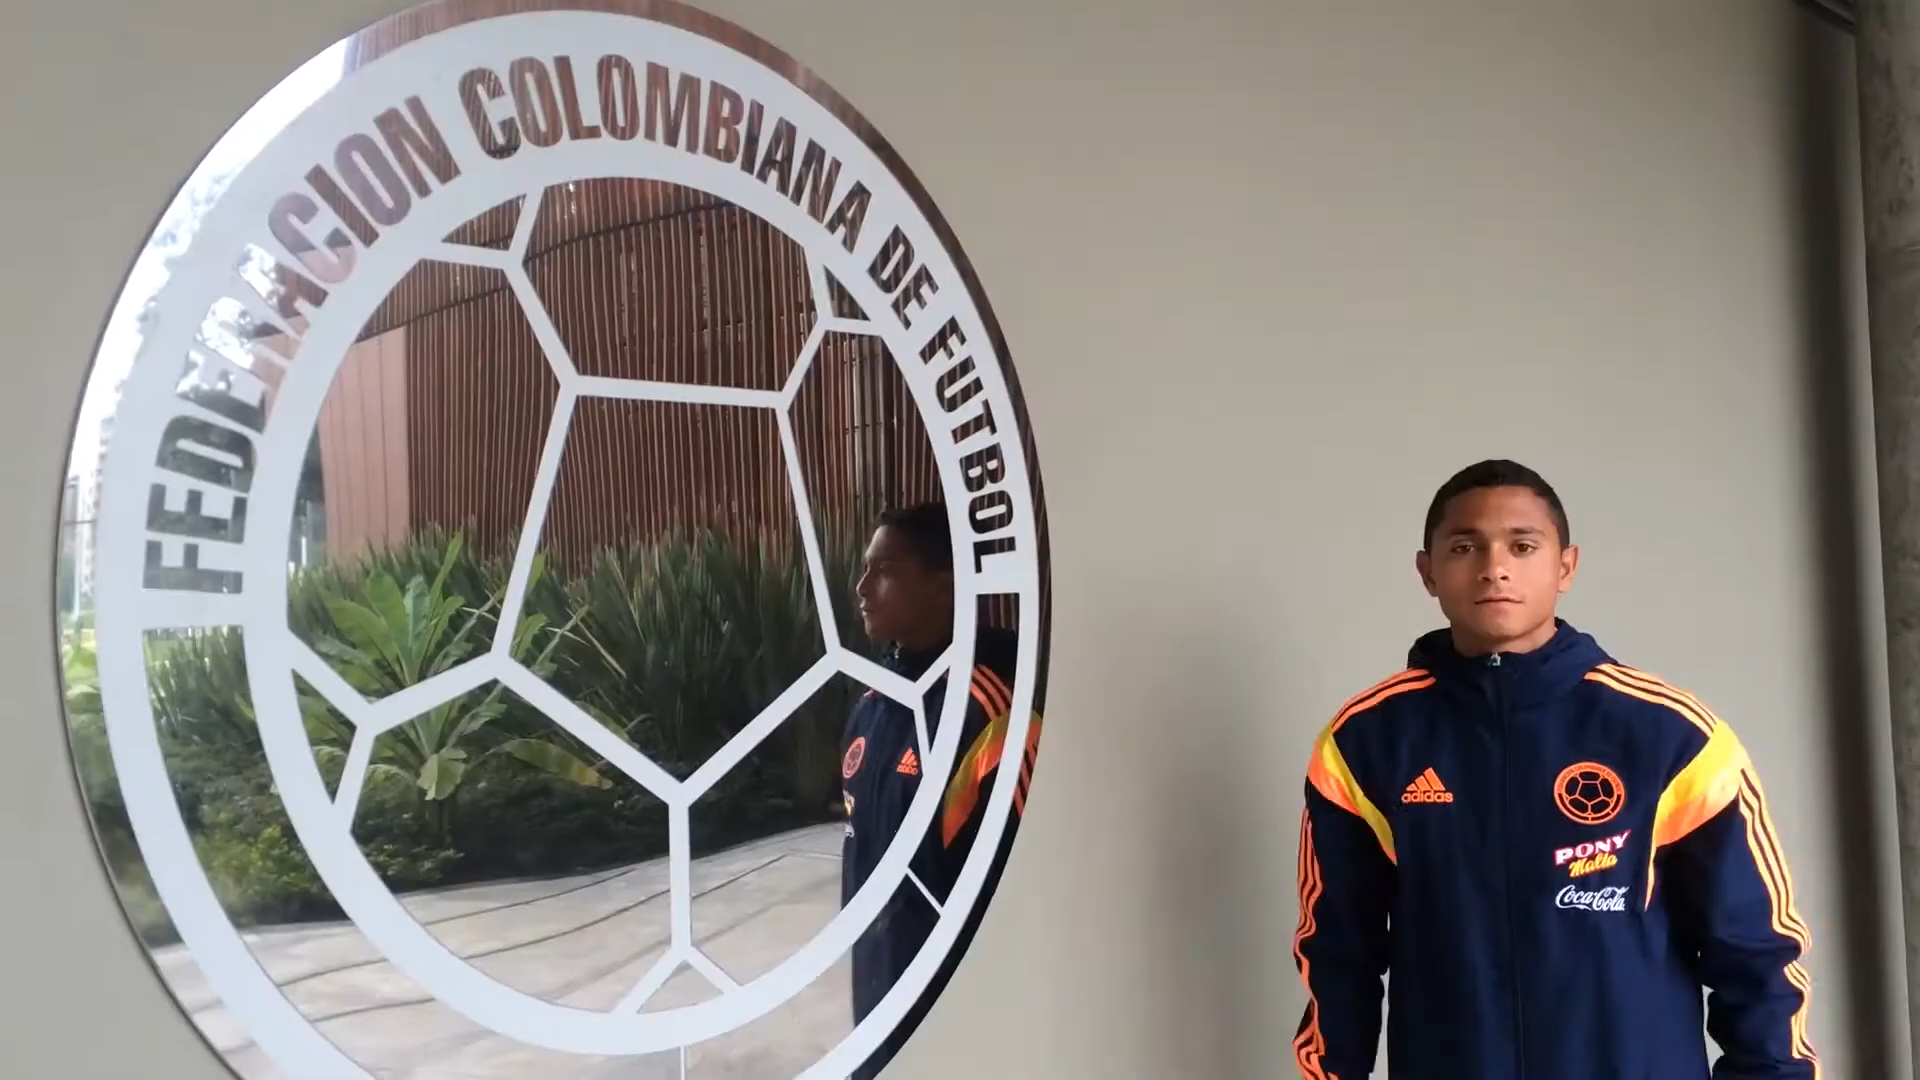 FEDERACION COLOMBIANA DE FUTBOL
adidas
PONY
Malta
Coca-Cola